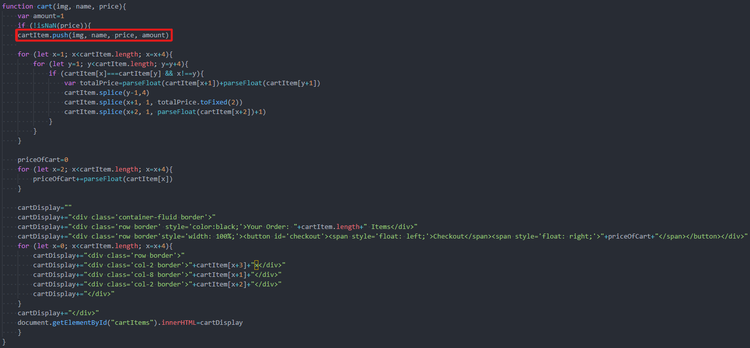 function cart(img, name, price){
var amount=1
if (!isNaN(price)){
cartItem.push(img, name, price, amount)
for (let x=1; x<cartItem.length; x=x+4){
for (let y=1; y<cartItem.length; y=y+4){
if (cartItem[x]===cartItem[y] && x!==y){
var totalPrice=parseFloat(cartItem[x+1])+parseFloat(cartItem[y+1])
cartItem.splice(y-1,4)
cartItem.splice(x+1, 1, totalPrice.toFixed(2))
cartItem.splice(x+2, 1, parseFloat(cartItem[x+2])+1)
}
}
}
priceOfCart=0
for (let x=2; x<cartItem.length; x=x+4){
priceOfCart+=parseFloat(cartItem[x])
}
cartDisplay=""
cartDisplay+="<div class='container-fluid border'>"
cartDisplay+="<div class='row border' style='color:black;'>Your Order: "+cartItem.length+" Items</div>"
cartDisplay+="<div class='row border'style='width: 100%;'><button id='checkout'><span style='float: left;'>Checkout</span><span style='float: right;'>"+priceOfCart+"</span></button></div>"
for (let x=0; x<cartItem.length; x=x+4){
cartDisplay+="<div class='row border'>"
cartDisplay+="<div class='col-2 border'>"+cartItem[x+3]+"×</div>"
cartDisplay+="<div class='col-8 border'>"+cartItem[x+1]+"</div>"
cartDisplay+="<div class='col-2 border'>"+cartItem[x+2]+"</div>"
cartDisplay+="</div>"
}
cartDisplay+="</div>"
document.getElementById("cartItems").innerHTML=cartDisplay
}
}